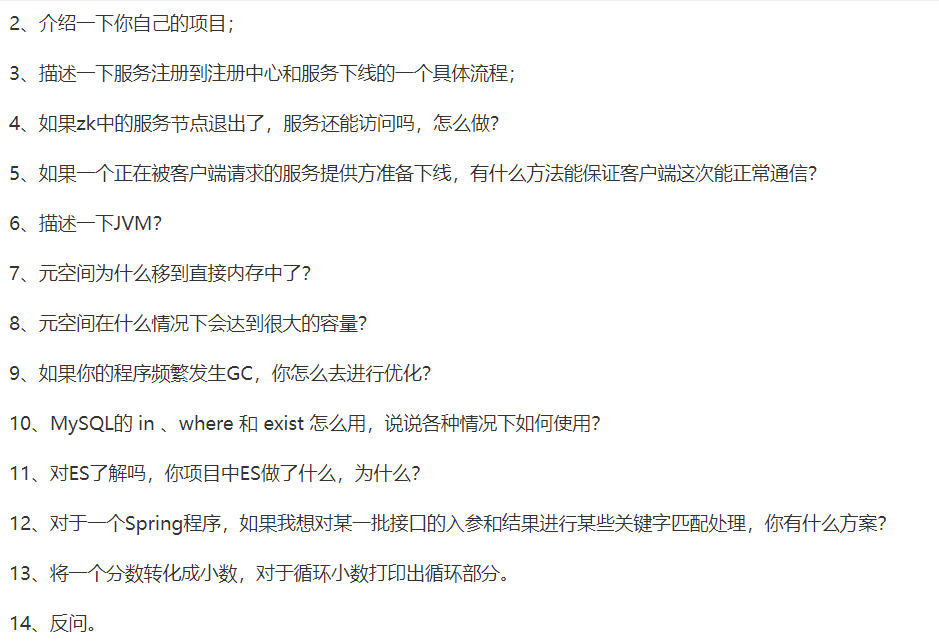 2、介绍一下你自己的项目；
3、描述一下服务注册到注册中心和服务下线的一个具体流程；
4、如果zk中的服务节点退出了，服务还能访问吗，怎么做？
5、如果一个正在被客户端请求的服务提供方准备下线，有什么方法能保证客户端这次能正常通信？
6、描述一下JVM？
7、元空间为什么移到直接内存中了？
8、元空间在什么情况下会达到很大的容量？
9、如果你的程序频繁发生GC，你怎么去进行优化？
10、MySQL的 in 、where 和 exist 怎么用，说说各种情况下如何使用？
11、对ES了解吗，你项目中ES做了什么，为什么？
12、对于一个Spring程序，如果我想对某一批接口的入参和结果进行某些关键字匹配处理，你有什么方案？
13、将一个分数转化成小数，对于循环小数打印出循环部分。
14、反问。